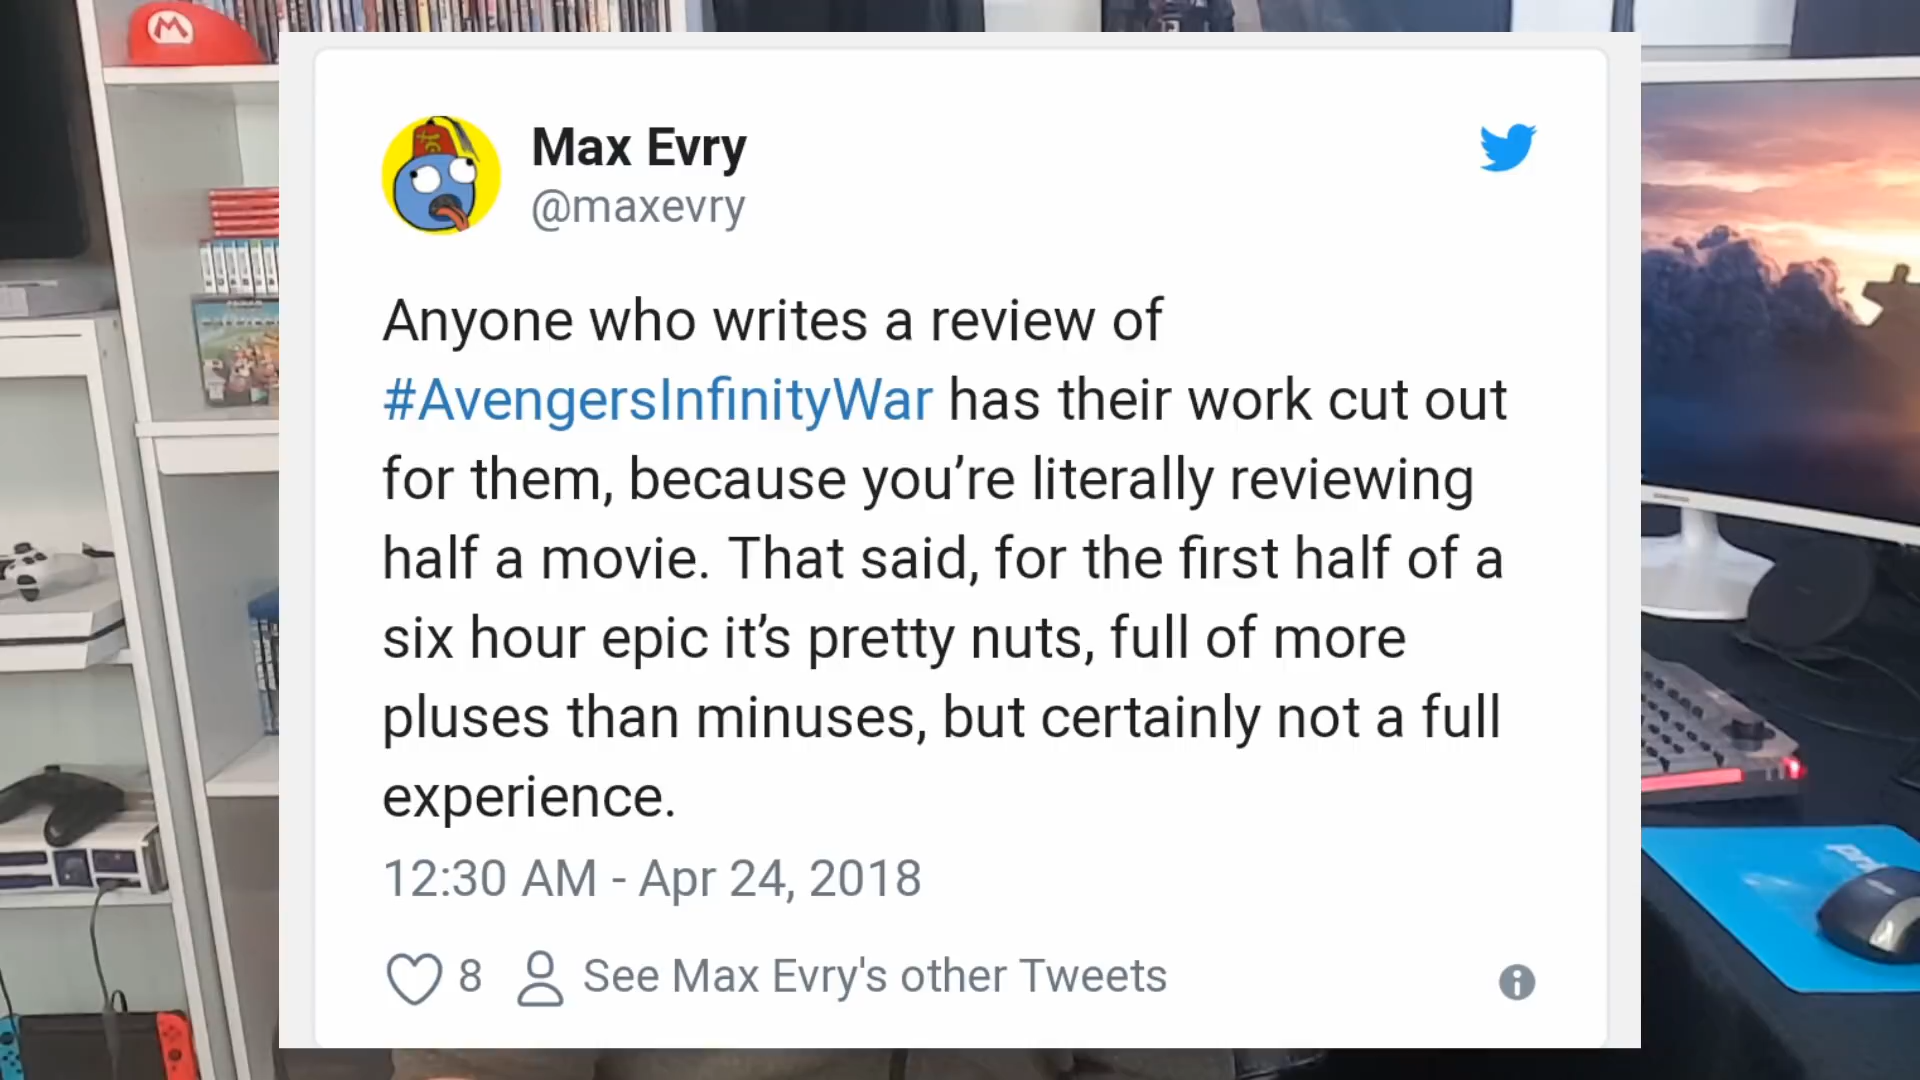 Max Evry
@maxevry
Anyone who writes a review of
#AvengersInfinityWar has their work cut out
for them, because you’re literally reviewing
half a movie. That said, for the first half of a
six hour epic it’s pretty nuts, full of more
pluses than minuses, but certainly not a full
experience.
12:30 AM - Apr 24, 2018
8 See Max Evry's other Tweets